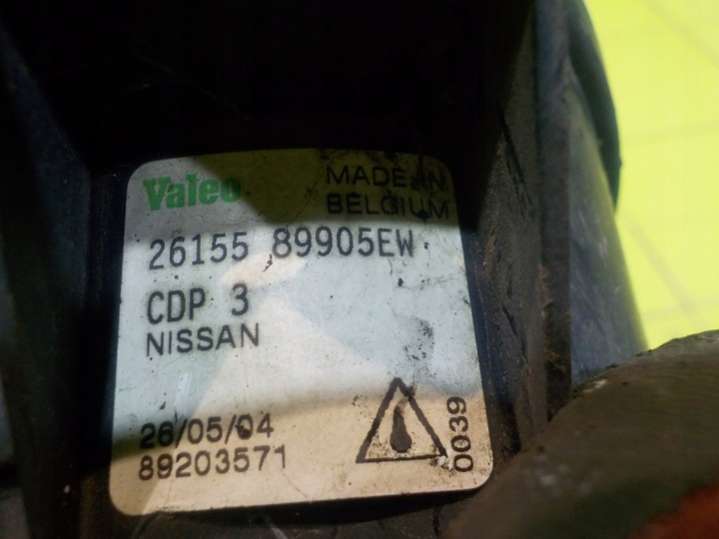 Valeo
MADE IN
BELGIUM
26155 89905EW
CDP 3
NISSAN
26/05/04
89203571
0039